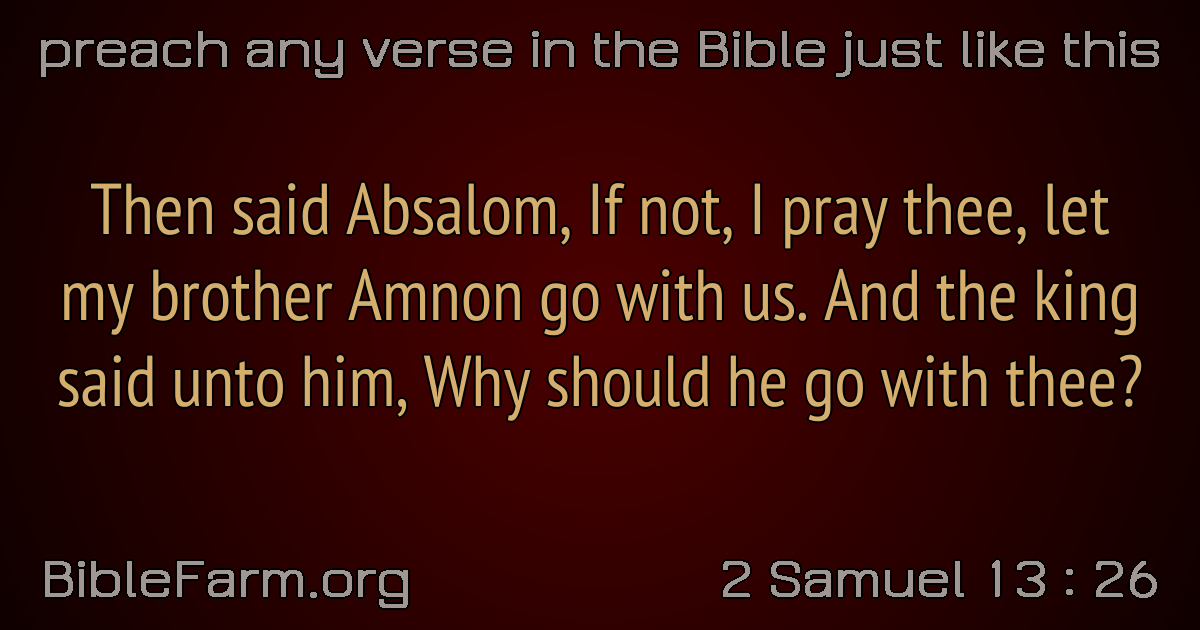 preach any verse in the Bible just like this
Then said Absalom, If not, I pray thee, let
my brother Amnon go with us. And the king
said unto him, Why should he go with thee?
BibleFarm.org
2 Samuel 13 : 26